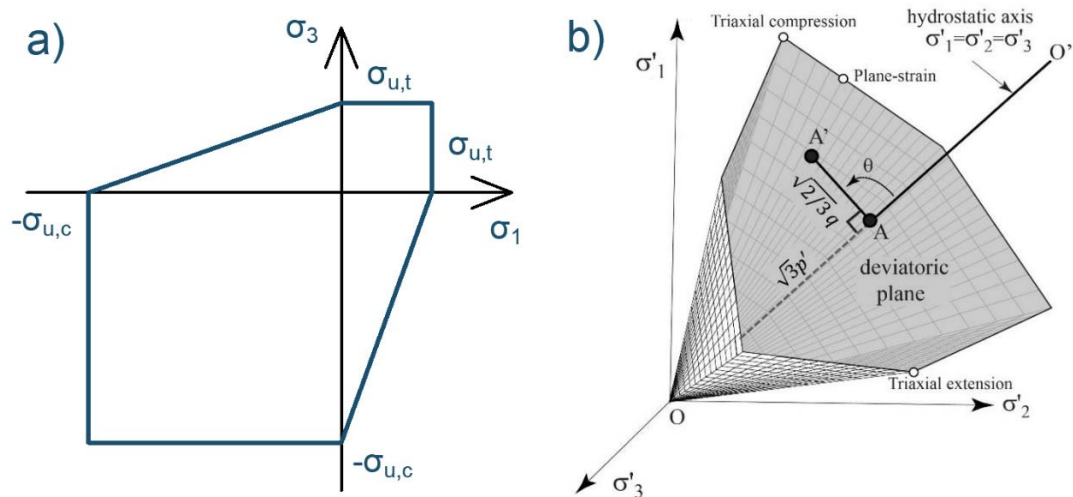 a)
σ3
σu,t
σu,t
-σu,c
σ1
-σu,c
b)
Triaxial compression
hydrostatic axis
σ'1=σ'2=σ'3
O'
σ'1
Plane-strain
A'
θ
√2/3 q
A
√3p'
deviatoric
plane
Triaxial extension
O
σ'2
σ'3